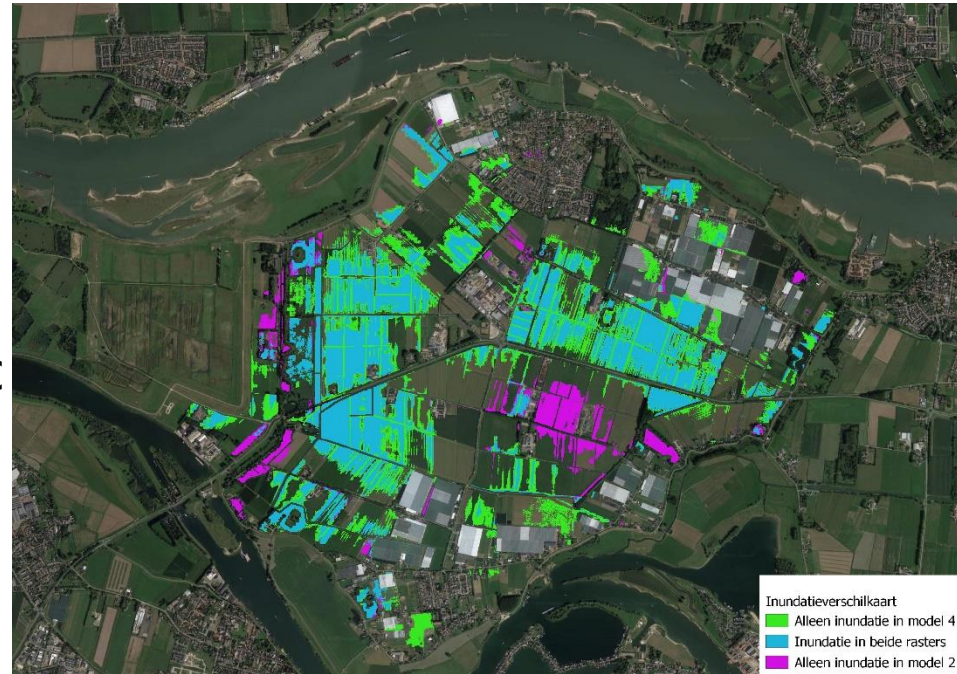 Inundatieverschilkaart
Alleen inundatie in model 4
Inundatie in beide rasters
Alleen inundatie in model 2